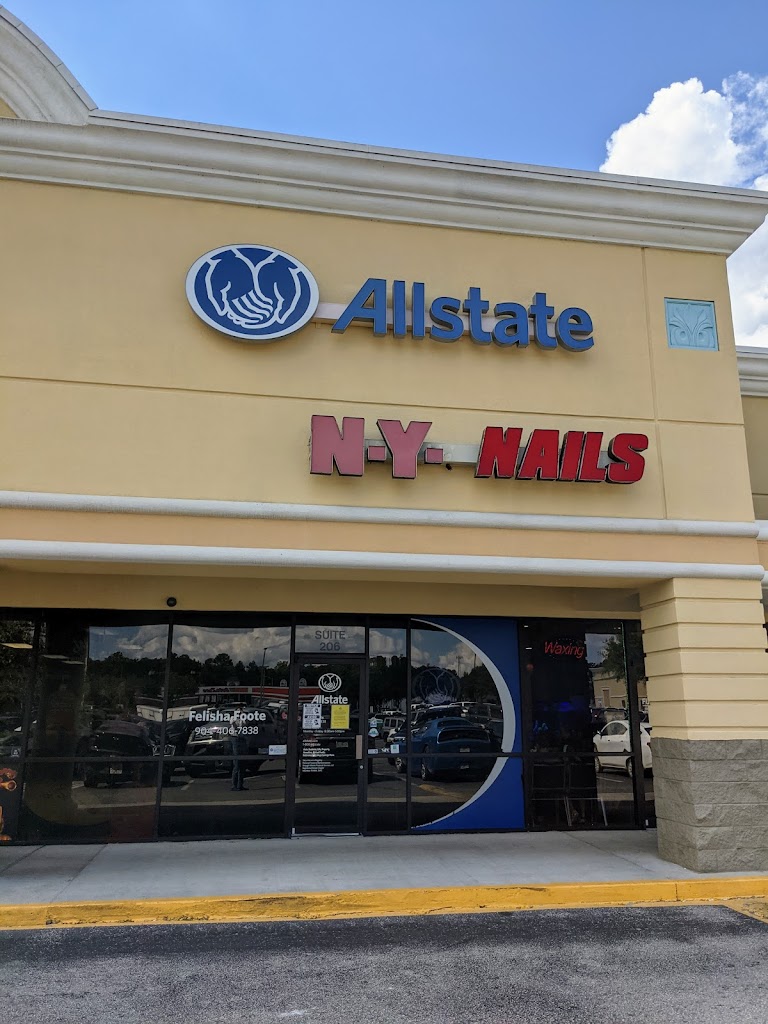 Allstate
N·Y· NAILS
SUITE
206
Waxing
Allstate
Felisha Foote
904-406-7838